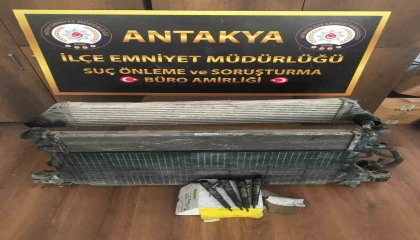 ANTAKYA
İLÇE EMNİYET MÜDÜRLÜĞÜ
SUÇ ÖNLEME ve SORUŞTURMA
BÜRO AMİRLİĞİ